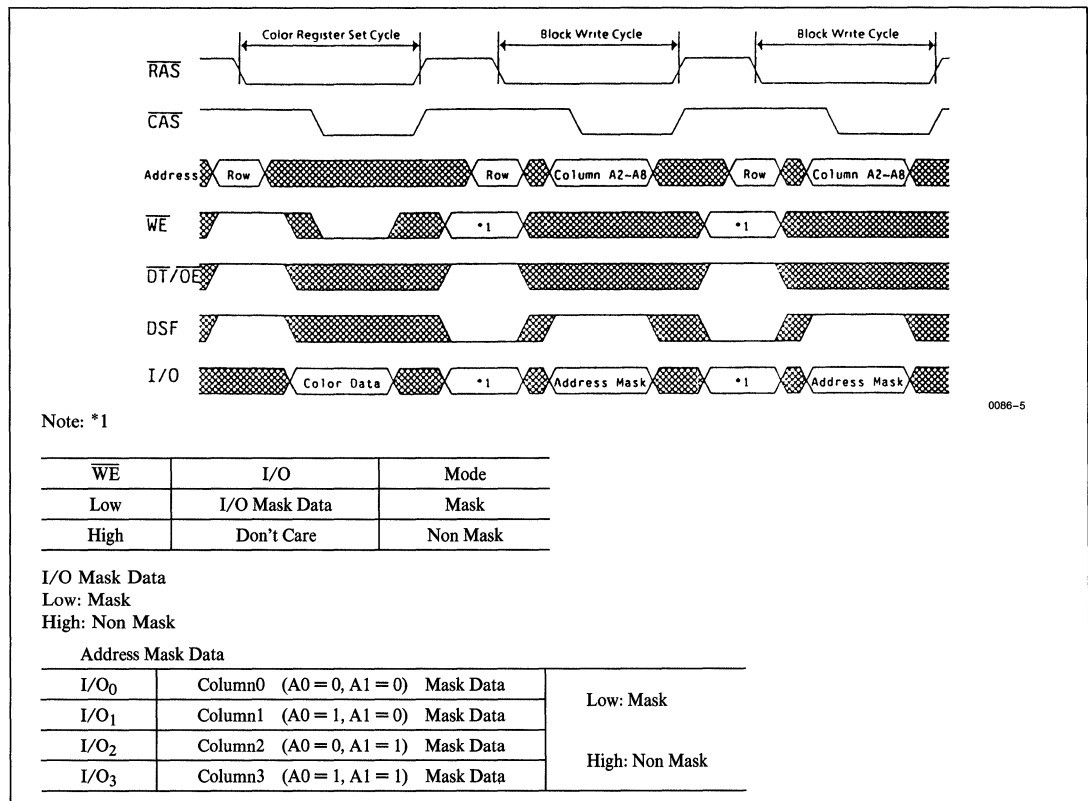 Color Register Set Cycle Block Write Cycle Block Write Cycle
RAS
CAS
Address Row Row Column A2~A8 Row Column A2~A8
WE *1 *1
DT/OE
DSF
I/O Color Data *1 Address Mask *1 Address Mask
0086–5
Note: *1
WE I/O Mode
Low I/O Mask Data Mask
High Don't Care Non Mask
I/O Mask Data
Low: Mask
High: Non Mask
Address Mask Data
I/O0 Column0 (A0 = 0, A1 = 0) Mask Data
Low: Mask
I/O1 Column1 (A0 = 1, A1 = 0) Mask Data
I/O2 Column2 (A0 = 0, A1 = 1) Mask Data
High: Non Mask
I/O3 Column3 (A0 = 1, A1 = 1) Mask Data